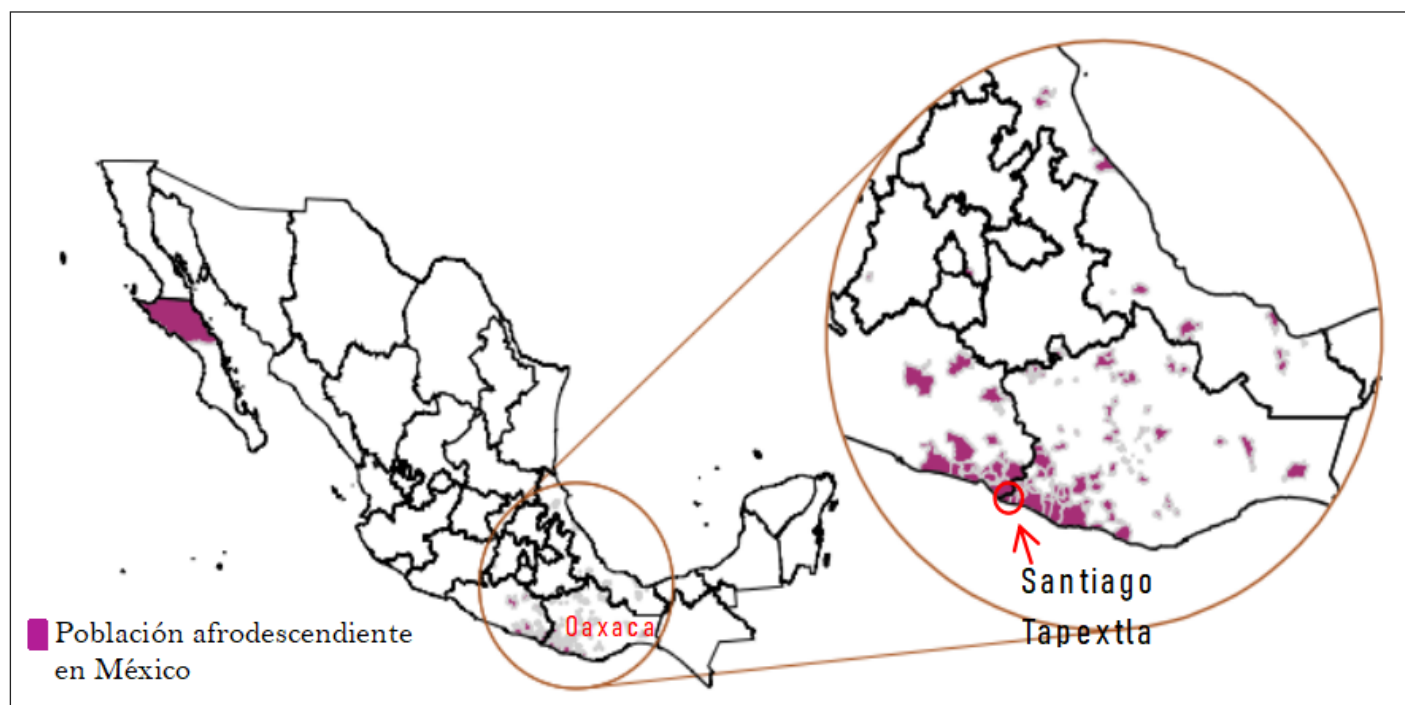 Santiago
Tapextla
Oaxaca
Población afrodescendiente
en México